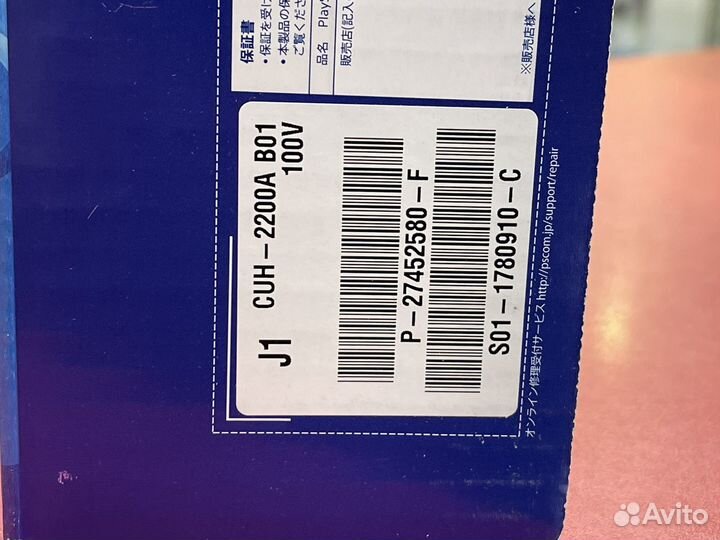 保証書
・保証を受け
・本製品の保
ご覧くださ
品名 Play
販売店(記入
※販売店様へ
J1 CUH-2200A B01
100V
P-27452580-F
S01-1780910-C
オンライン修理受付サービス http://pscom.jp/support/repair
Avito